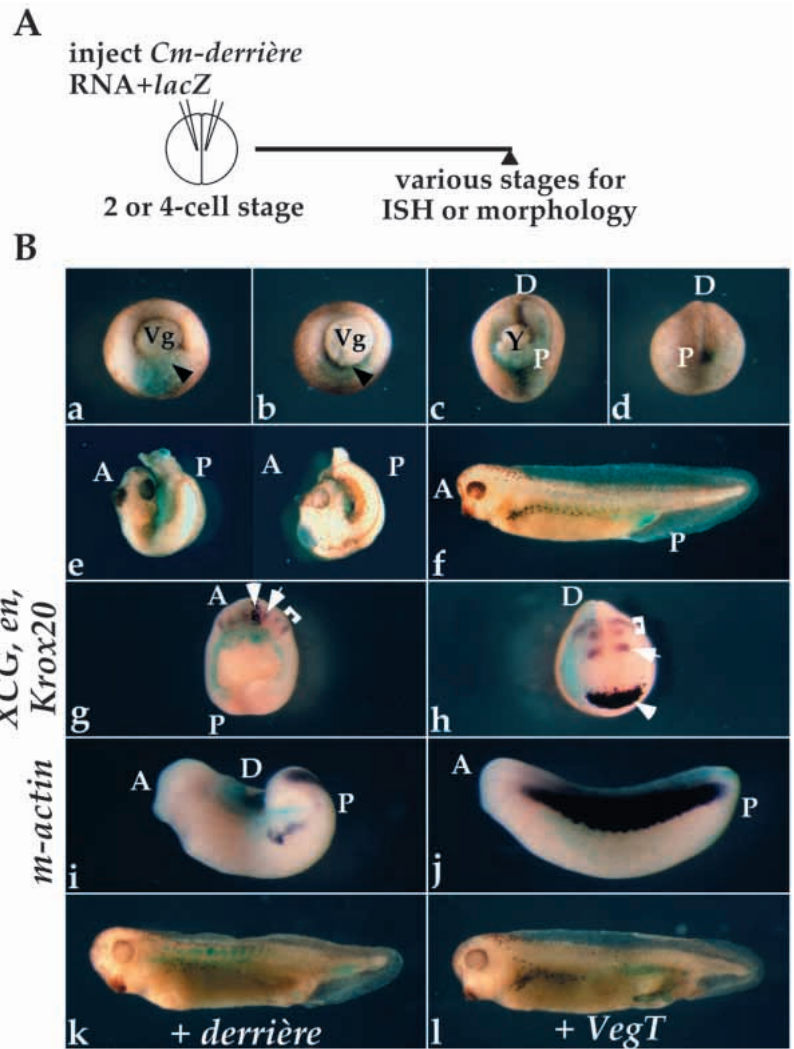 A
inject Cm-derrière
RNA+lacZ
2 or 4-cell stage
various stages for
ISH or morphology
B
Vg
a
Vg
b
D
Y
P
c
D
P
d
A
P
A
P
e
A
P
f
XCG, en,
Krox20
A
P
g
D
h
m-actin
A
D
P
i
A
P
j
k
+ derrière
l
+ VegT